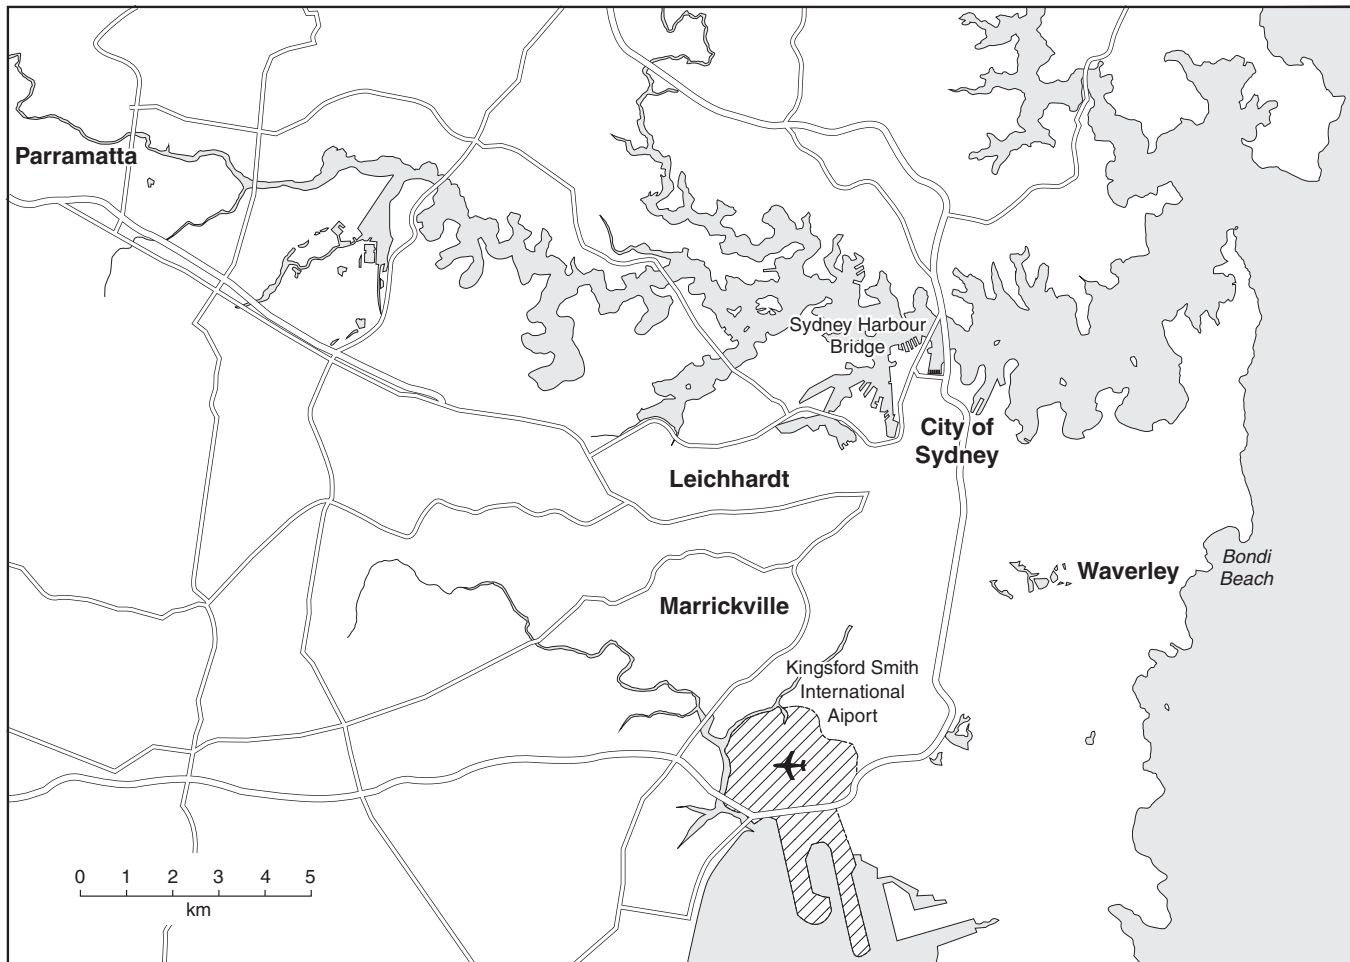 Parramatta
Sydney Harbour
Bridge
City of
Sydney
Leichhardt
Bondi
Beach
Waverley
Marrickville
Kingsford Smith
International
Aiport
0 1 2 3 4 5
km